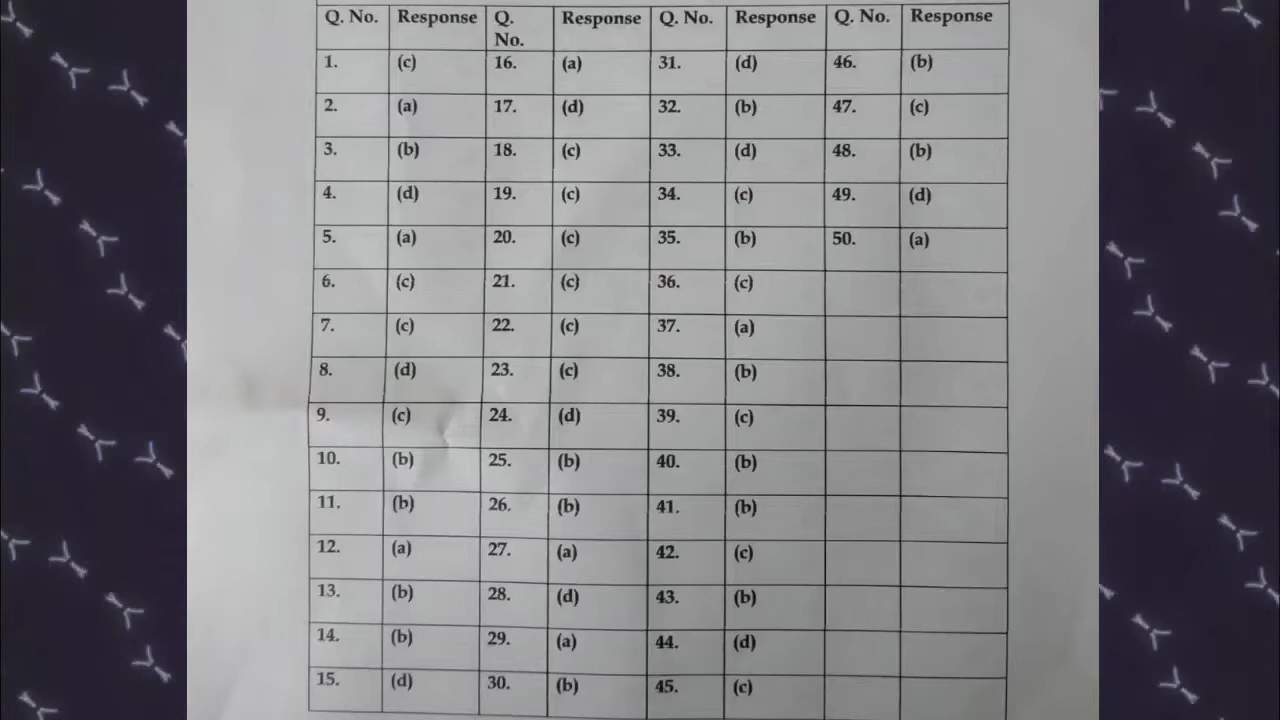 Q. No. Response Q. No. Response Q. No. Response Q. No. Response
1. (c) 16. (a) 31. (d) 46. (b)
2. (a) 17. (d) 32. (b) 47. (c)
3. (b) 18. (c) 33. (d) 48. (b)
4. (d) 19. (c) 34. (c) 49. (d)
5. (a) 20. (c) 35. (b) 50. (a)
6. (c) 21. (c) 36. (c)
7. (c) 22. (c) 37. (a)
8. (d) 23. (c) 38. (b)
9. (c) 24. (d) 39. (c)
10. (b) 25. (b) 40. (b)
11. (b) 26. (b) 41. (b)
12. (a) 27. (a) 42. (c)
13. (b) 28. (d) 43. (b)
14. (b) 29. (a) 44. (d)
15. (d) 30. (b) 45. (c)